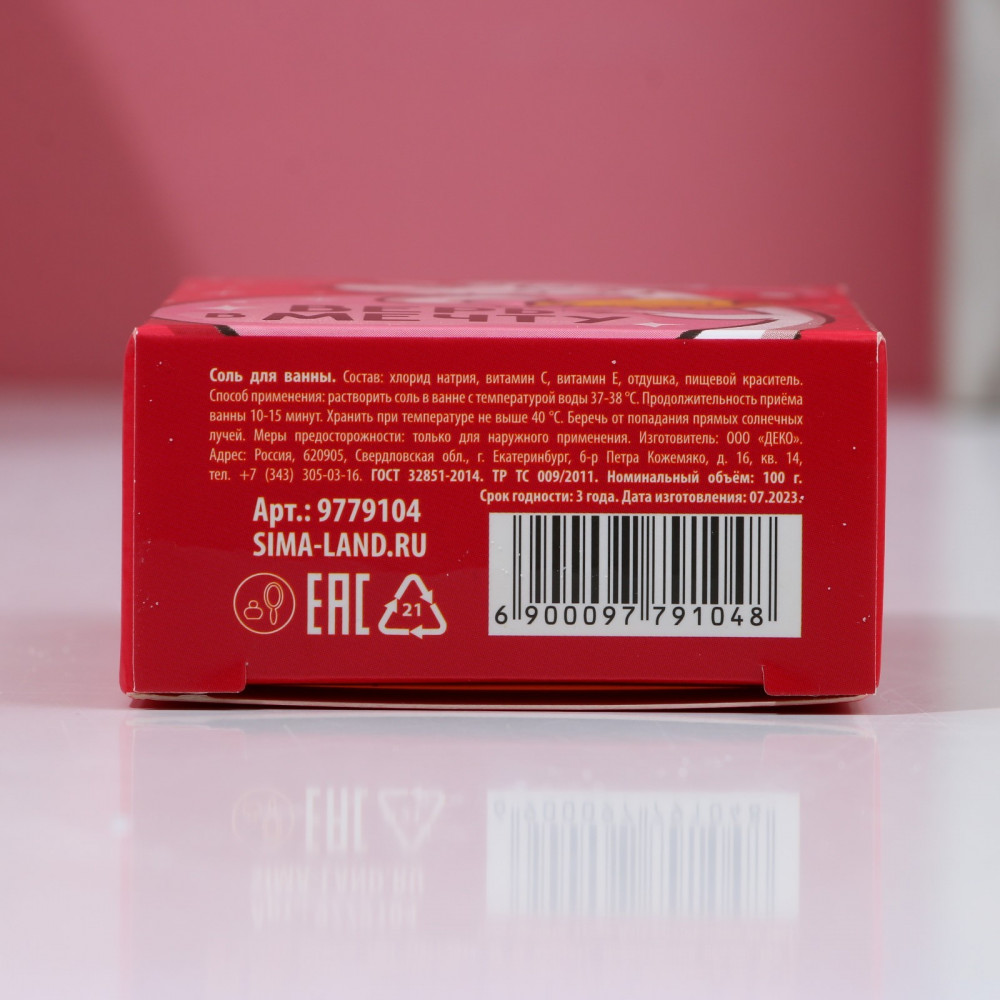 В МЕЧТУ
Соль для ванны. Состав: хлорид натрия, витамин С, витамин Е, отдушка, пищевой краситель.
Способ применения: растворить соль в ванне с температурой воды 37-38 °С. Продолжительность приёма
ванны 10-15 минут. Хранить при температуре не выше 40 °С. Беречь от попадания прямых солнечных
лучей. Меры предосторожности: только для наружного применения. Изготовитель: ООО «ДЕКО».
Адрес: Россия, 620905, Свердловская обл., г. Екатеринбург, б-р Петра Кожемяко, д. 16, кв. 14,
тел. +7 (343) 305-03-16. ГОСТ 32851-2014. ТР ТС 009/2011. Номинальный объём: 100 г.
Срок годности: 3 года. Дата изготовления: 07.2023.
Арт.: 9779104
SIMA-LAND.RU
EAC
21
6 900097 791048